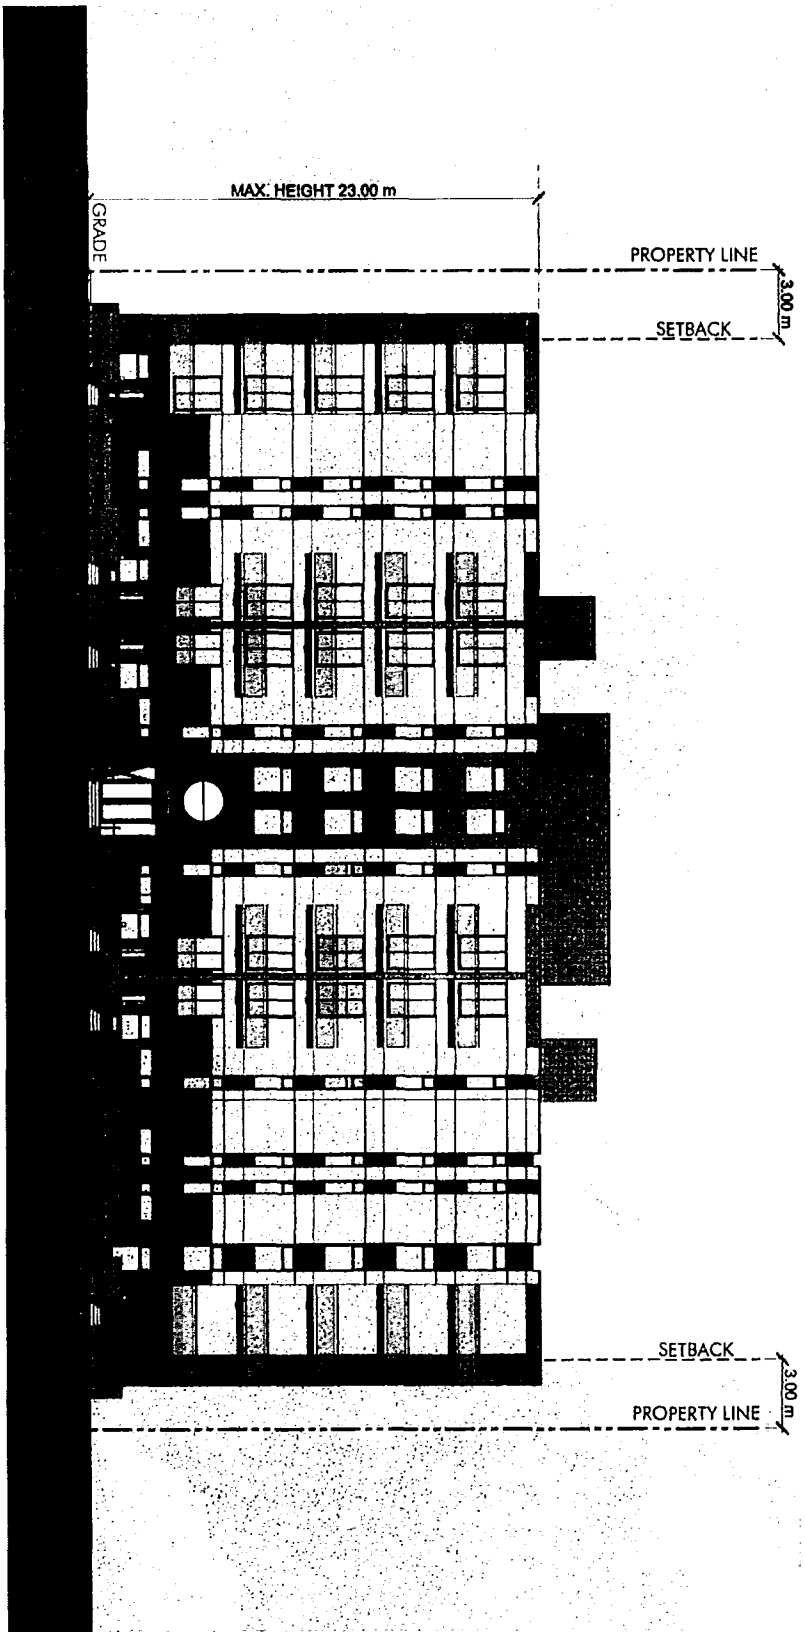 MAX. HEIGHT 23.00 m
GRADE
PROPERTY LINE
3.00 m
SETBACK
SETBACK
3.00 m
PROPERTY LINE